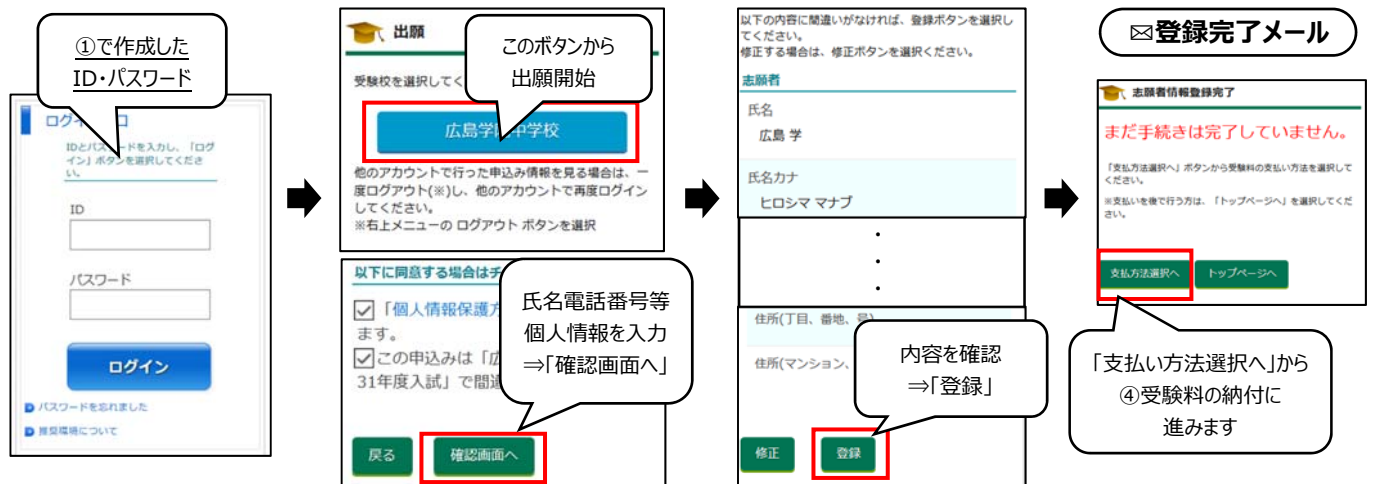 ①で作成した
ID・パスワード
ログ
IDとパス
ードを入力し、「ログ
イン」ボタンを選択してくださ
い。
ID
パスワード
ログイン
パスワードを忘れました
推奨環境について
出願
このボタンから
出願開始
受験校を選択してく
広島学
中学校
他のアカウントで行った申込み情報を見る場合は、一
度ログアウト(※)し、他のアカウントで再度ログイン
してください。
※右上メニューの ログアウト ボタンを選択
以下に同意する場合はチ
「個人情報保護方
ます。
この申込みは「広
31年度入試」で間違
氏名電話番号等
個人情報を入力
⇒「確認画面へ」
戻る
確認画面へ
以下の内容に間違いがなければ、登録ボタンを選択し
てください。
修正する場合は、修正ボタンを選択ください。
志願者
氏名
広島 学
氏名カナ
ヒロシマ マナブ
・
・
・
住所(丁目、番地、号)
住所(マンション、
内容を確認
⇒「登録」
修正
登録
✉登録完了メール
志願者情報登録完了
まだ手続きは完了していません。
「支払方法選択へ」ボタンから受験料の支払い方法を選択して
ください。
※支払いを後で行う方は、「トップページへ」を選択してくだ
さい。
支払方法選択へ
トップページへ
「支払い方法選択へ」から
④受験料の納付に
進みます